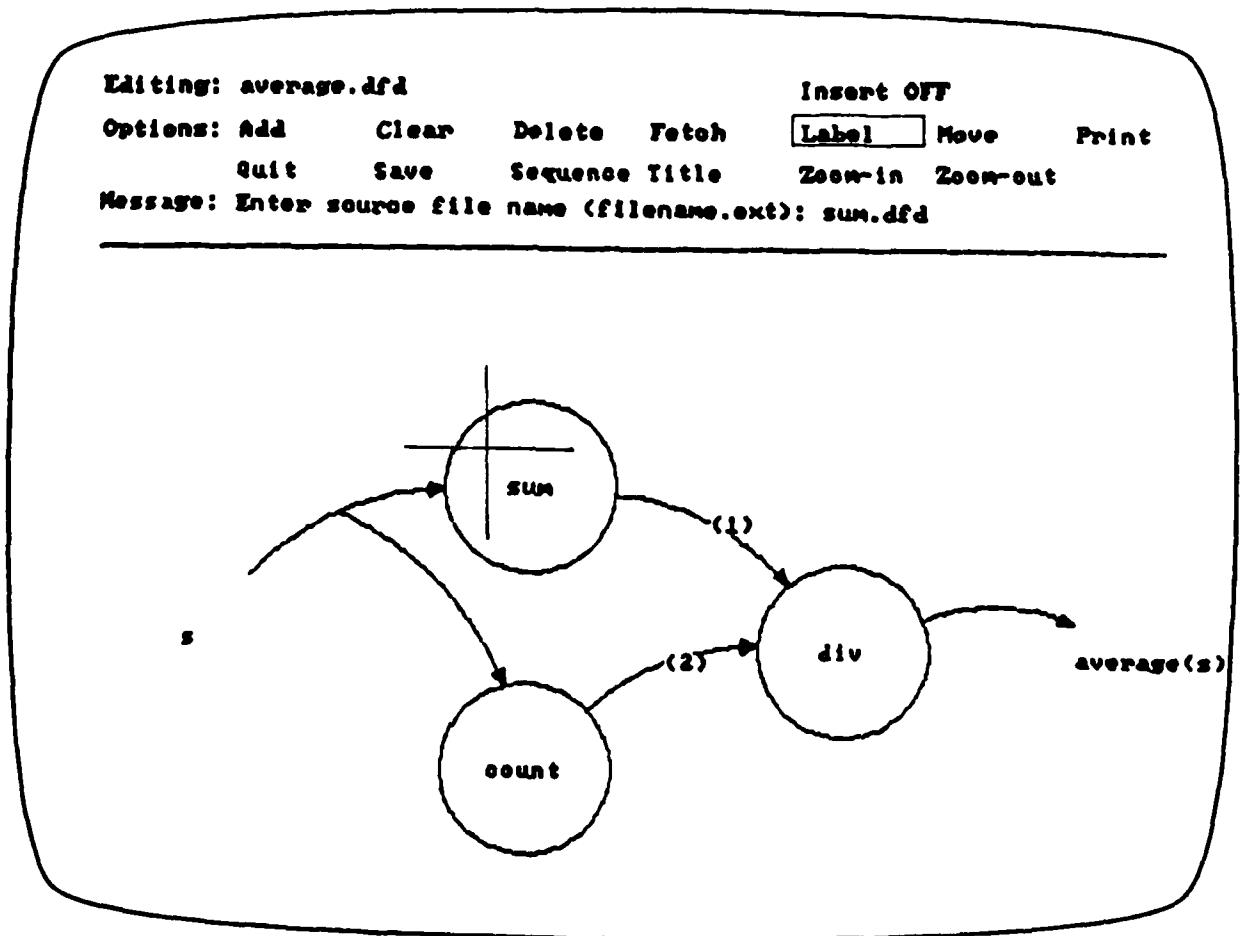 Editing: average.dfd Insert OFF
Options: Add Clear Delete Fetch Label Move Print
Quit Save Sequence Title Zoom-in Zoom-out
Message: Enter source file name (filename.ext): sum.dfd
sum
(1)
s
(2)
div
average(s)
count